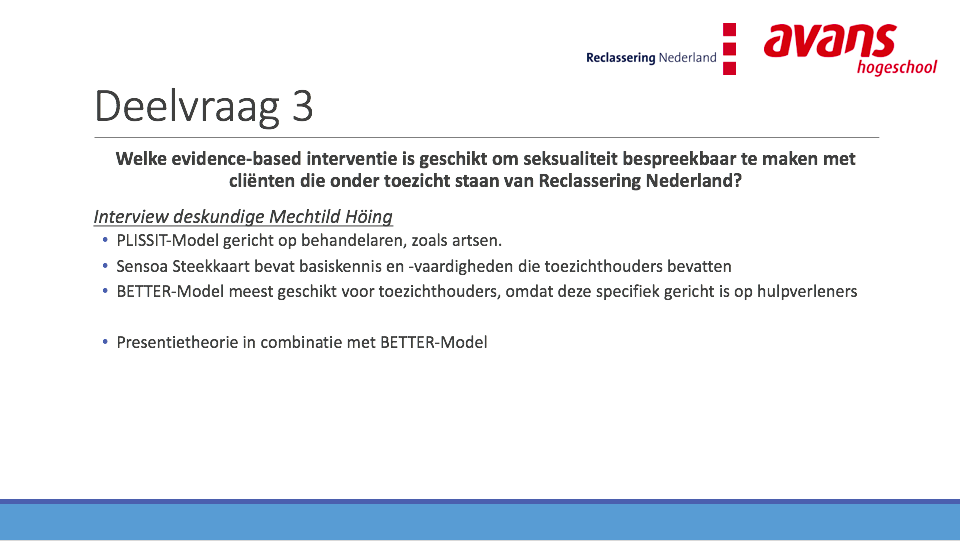 Reclassering Nederland
avans
hogeschool
Deelvraag 3
Welke evidence-based interventie is geschikt om seksualiteit bespreekbaar te maken met
cliënten die onder toezicht staan van Reclassering Nederland?
Interview deskundige Mechtild Höing
• PLISSIT-Model gericht op behandelaren, zoals artsen.
• Sensoa Steekkaart bevat basiskennis en -vaardigheden die toezichthouders bevatten
• BETTER-Model meest geschikt voor toezichthouders, omdat deze specifiek gericht is op hulpverleners
• Presentietheorie in combinatie met BETTER-Model